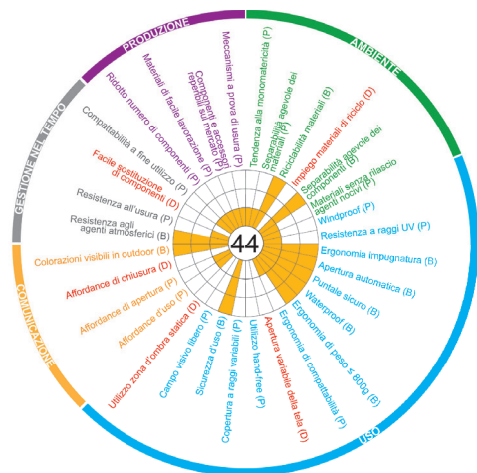 PRODUZIONE
AMBIENTE
USO
COMUNICAZIONE
GESTIONE NEL TEMPO
Tendenza alla monomatericità (P)
Separabilità agevole dei
materiali (P)
Riciclabilità materiali (B)
Impiego materiali di riciclo (D)
Separabilità agevole dei
componenti (B)
Materiali senza rilascio
agenti nocivi (P)
Windproof (P)
Resistenza a raggi UV (P)
Ergonomia impugnatura (B)
Apertura automatica (B)
Puntale sicuro (B)
Waterproof (B)
Ergonomia di peso ≤ 800g (B)
Ergonomia di compattabilità (P)
Apertura variabile della tela (D)
Utilizzo hand-free (P)
Copertura a raggi variabili (P)
Sicurezza d'uso (B)
Campo visivo libero (P)
Utilizzo zona d'ombra statica (D)
Affordance d'uso (P)
Affordance di apertura (P)
Affordance di chiusura (D)
Colorazioni visibili in outdoor (B)
Resistenza agli
agenti atmosferici (B)
Resistenza all'usura (P)
Facile sostituzione
di componenti (D)
Compattabilità a fine utilizzo (P)
Ridotto numero di componenti (P)
Materiali di facile lavorazione (P)
Componenti e accessori
reperibili sul mercato (P)
Meccanismi a prova di usura (P)
44